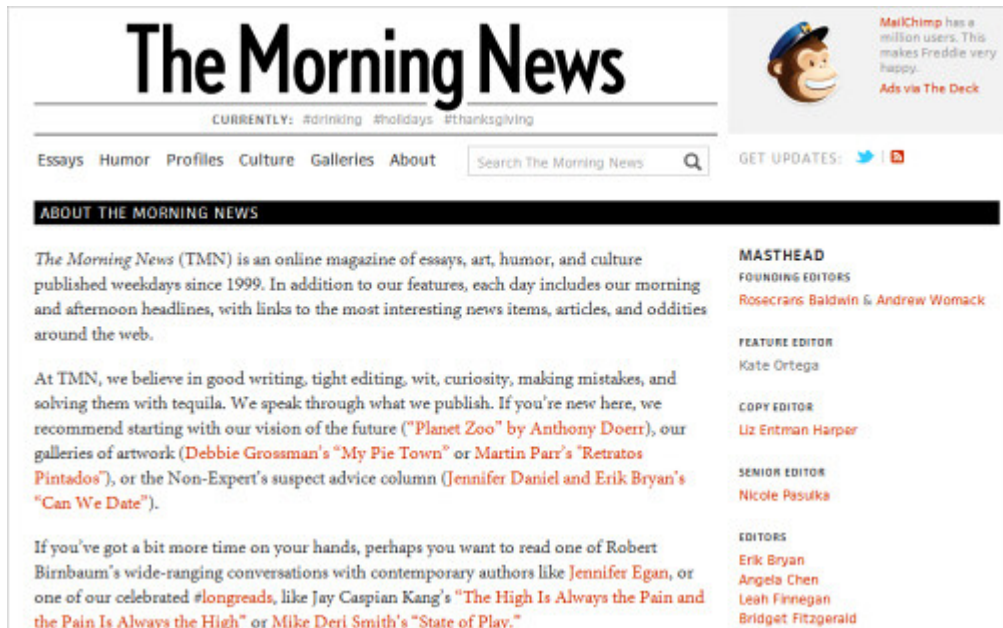 The Morning News
CURRENTLY: #drinking #holidays #thanksgiving
MailChimp has a
million users. This
makes Freddie very
happy.
Ads via The Deck
Essays Humor Profiles Culture Galleries About
Search The Morning News
GET UPDATES:
ABOUT THE MORNING NEWS
The Morning News (TMN) is an online magazine of essays, art, humor, and culture
published weekdays since 1999. In addition to our features, each day includes our morning
and afternoon headlines, with links to the most interesting news items, articles, and oddities
around the web.
At TMN, we believe in good writing, tight editing, wit, curiosity, making mistakes, and
solving them with tequila. We speak through what we publish. If you're new here, we
recommend starting with our vision of the future ("Planet Zoo" by Anthony Doerr), our
galleries of artwork (Debbie Grossman's "My Pie Town" or Martin Parr's "Retratos
Pintados"), or the Non-Expert's suspect advice column (Jennifer Daniel and Erik Bryan's
"Can We Date").
If you've got a bit more time on your hands, perhaps you want to read one of Robert
Birnbaum's wide-ranging conversations with contemporary authors like Jennifer Egan, or
one of our celebrated #longreads, like Jay Caspian Kang's "The High Is Always the Pain and
the Pain Is Always the High" or Mike Deri Smith's "State of Play."
MASTHEAD
FOUNDING EDITORS
Rosecrans Baldwin & Andrew Womack
FEATURE EDITOR
Kate Ortega
COPY EDITOR
Liz Entman Harper
SENIOR EDITOR
Nicole Pasulka
EDITORS
Erik Bryan
Angela Chen
Leah Finnegan
Bridget Fitzgerald